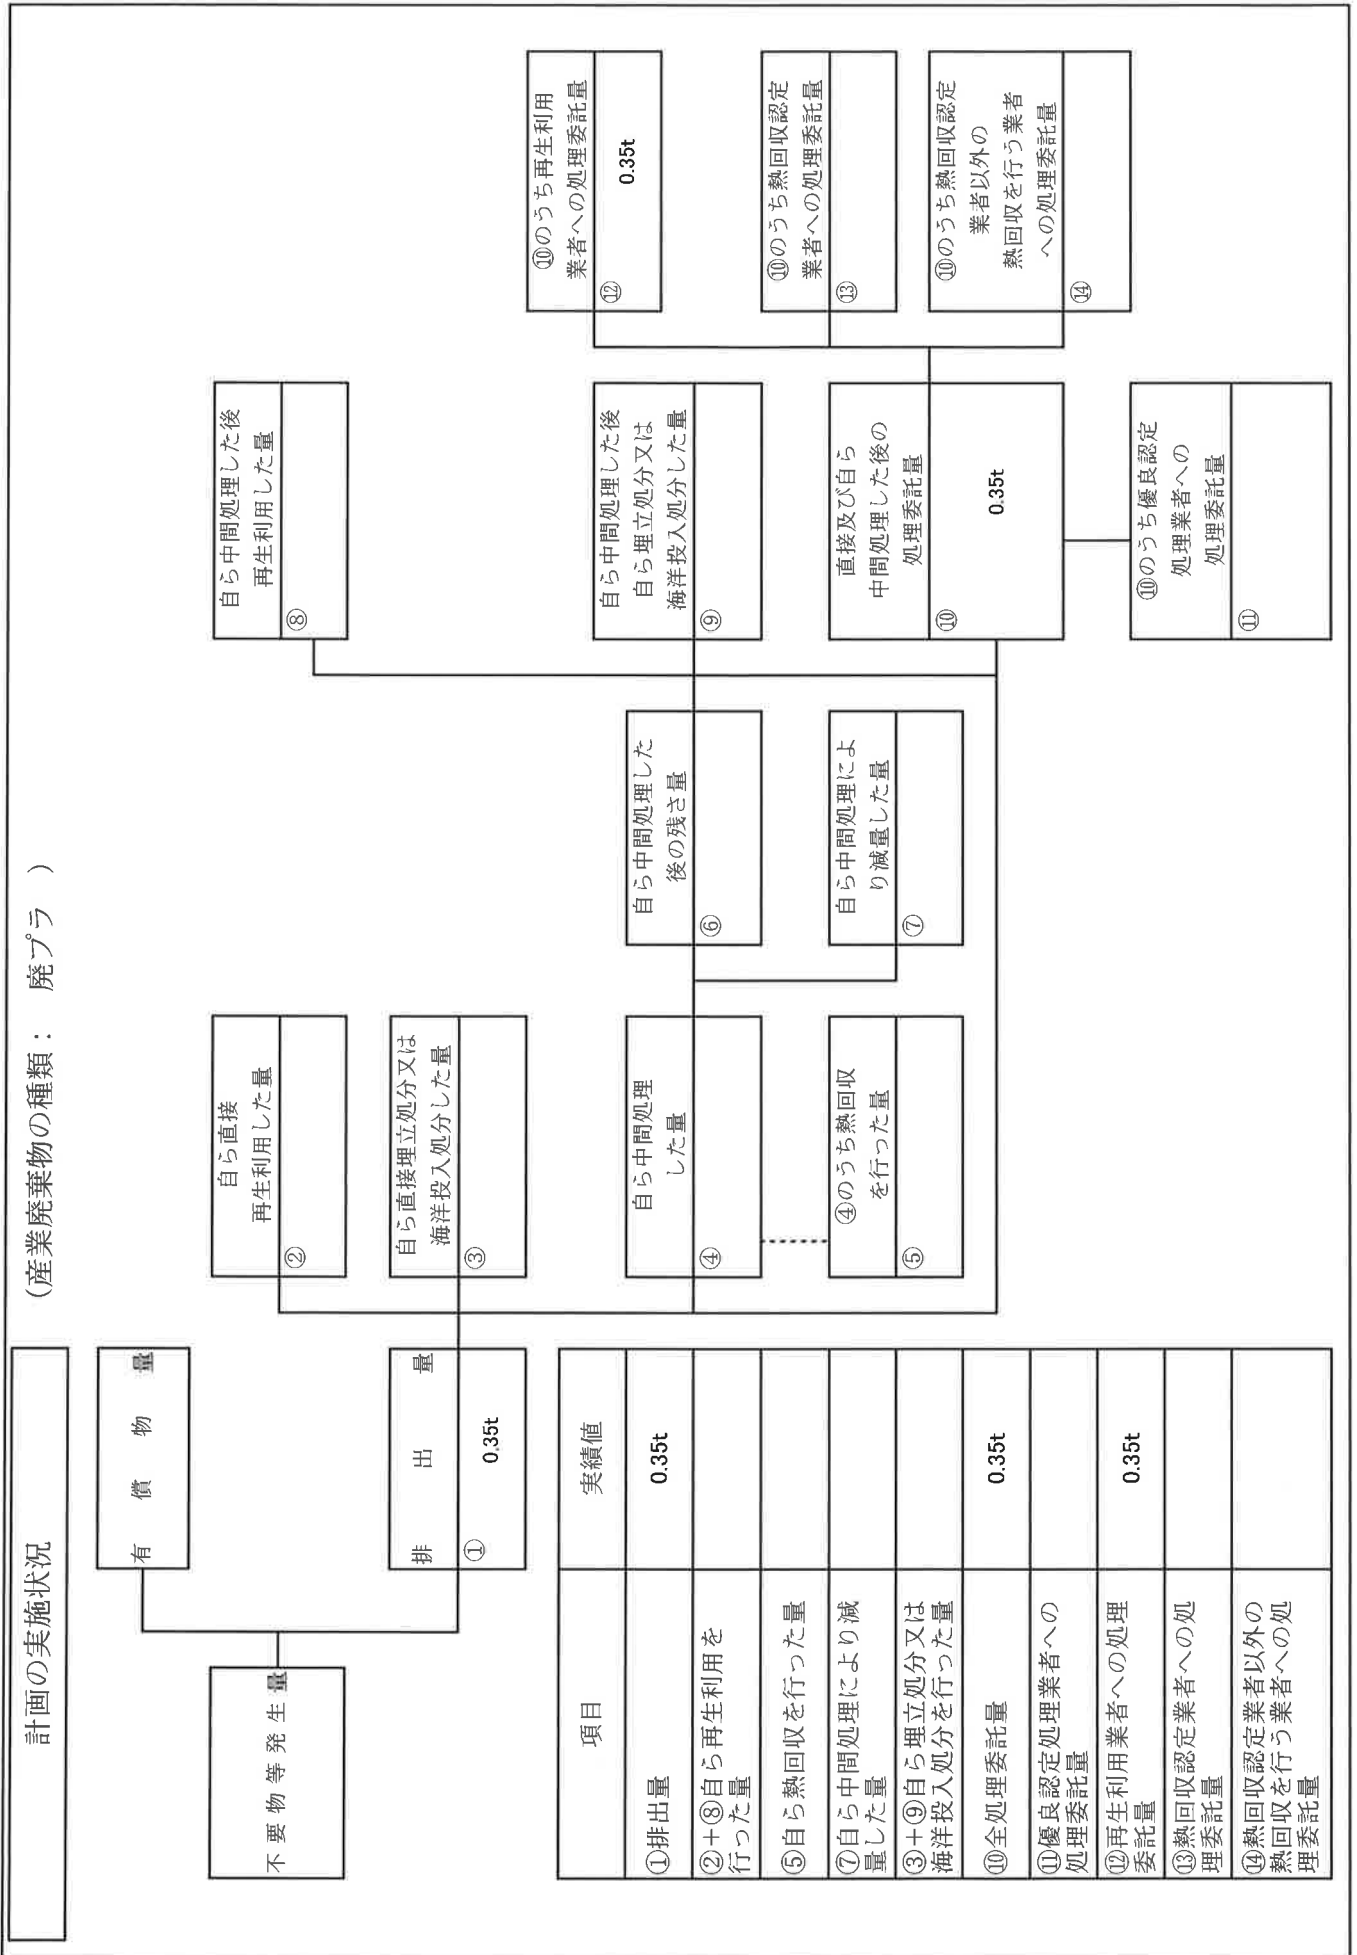 計画の実施状況
（産業廃棄物の種類： 廃プラ ）
不要物等発生量
有償物量
排出量
①
0.35t
自ら直接
再生利用した量
②
自ら直接埋立処分又は
海洋投入処分した量
③
自ら中間処理
した量
④
④のうち熱回収
を行った量
⑤
自ら中間処理した
後の残さ量
⑥
自ら中間処理によ
り減量した量
⑦
自ら中間処理した後
再生利用した量
⑧
自ら中間処理した後
自ら埋立処分又は
海洋投入処分した量
⑨
直接及び自ら
中間処理した後の
処理委託量
⑩
0.35t
⑩のうち優良認定
処理業者への
処理委託量
⑪
⑩のうち再生利用
業者への処理委託量
⑫
0.35t
⑩のうち熱回収認定
業者への処理委託量
⑬
⑩のうち熱回収認定
業者以外の
熱回収を行う業者
への処理委託量
⑭
項目 実績値
①排出量 0.35t
②+⑧自ら再生利用を
行った量
⑤自ら熱回収を行った量
⑦自ら中間処理により減
量した量
③+⑨自ら埋立処分又は
海洋投入処分を行った量
⑩全処理委託量 0.35t
⑪優良認定処理業者への
処理委託量
⑫再生利用業者への処理
委託量 0.35t
⑬熱回収認定業者への処
理委託量
⑭熱回収認定業者以外の
熱回収を行う業者への処
理委託量